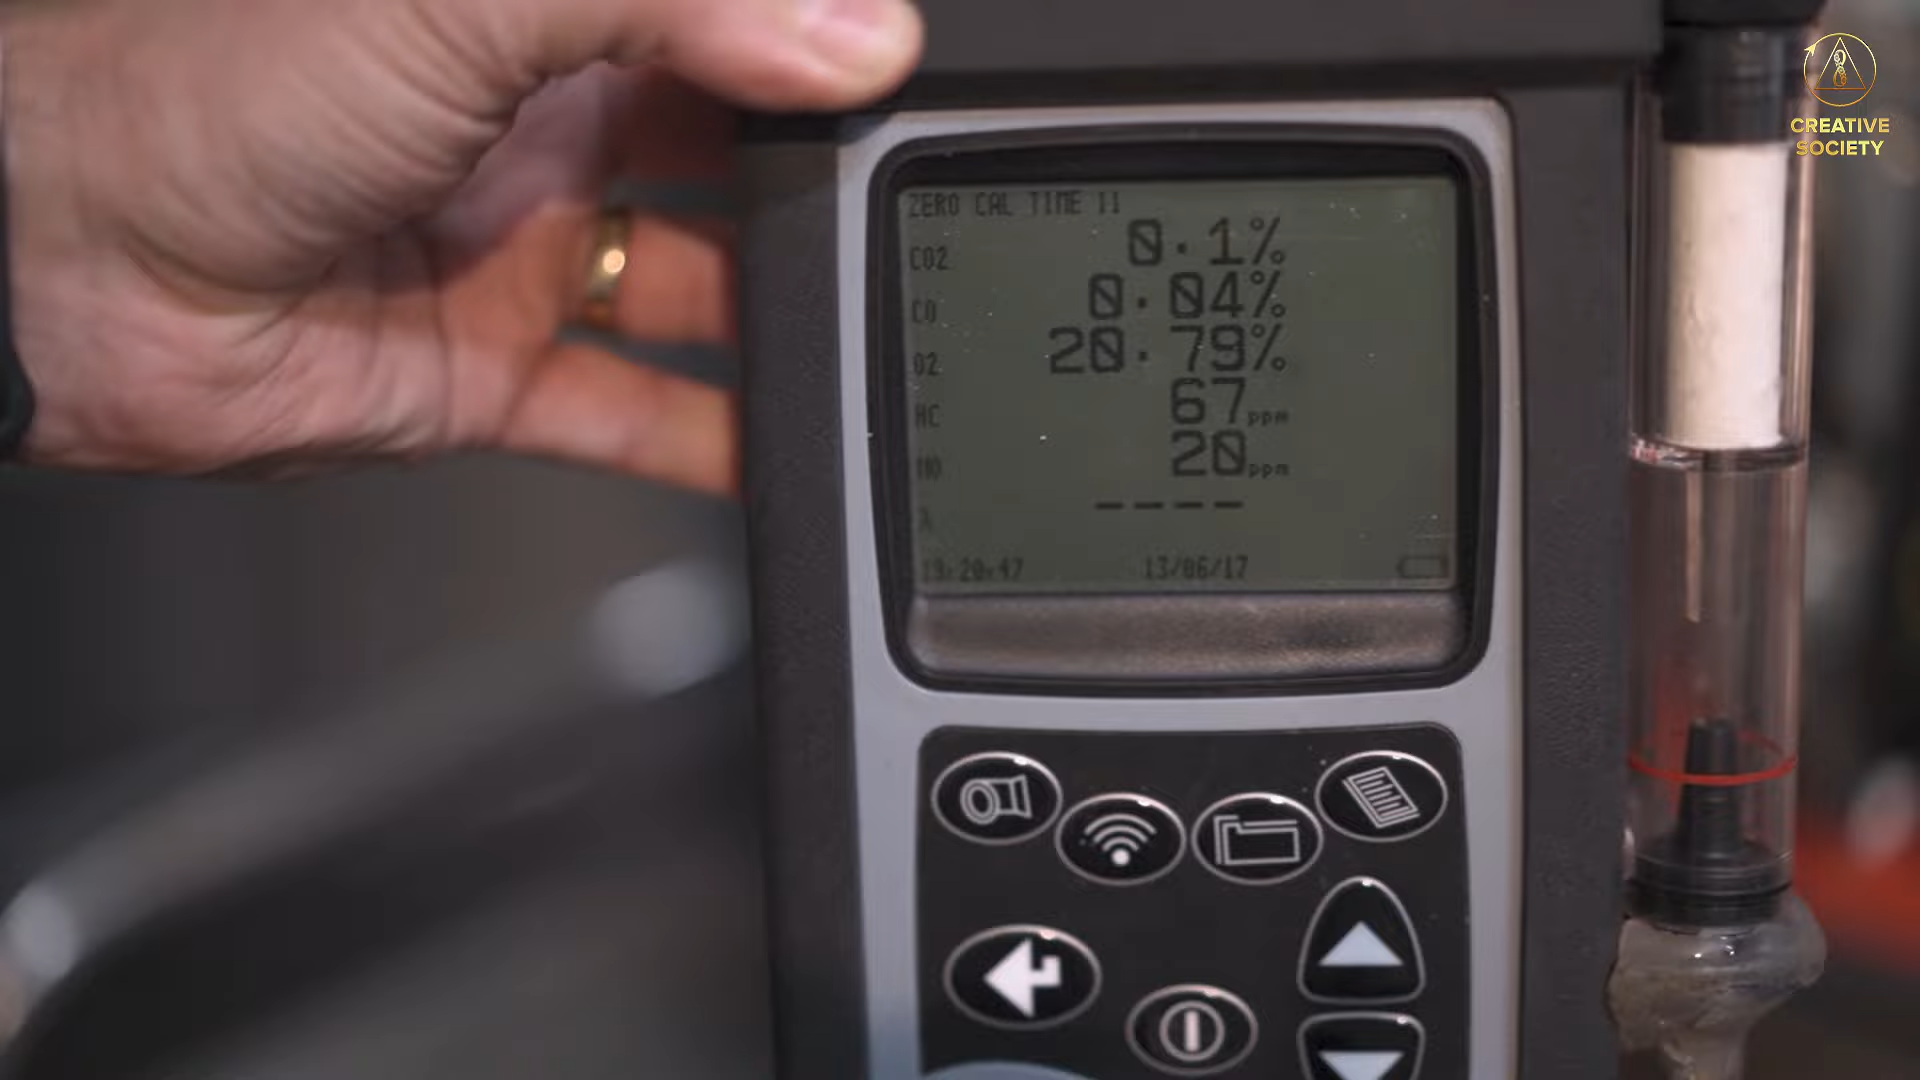 ZERO CAL TIME 11
CO2 0.1%
CO 0.04%
O2 20.79%
HC 67ppm
NO 20ppm
λ ----
19:20:47 13/06/17
CREATIVE
SOCIETY